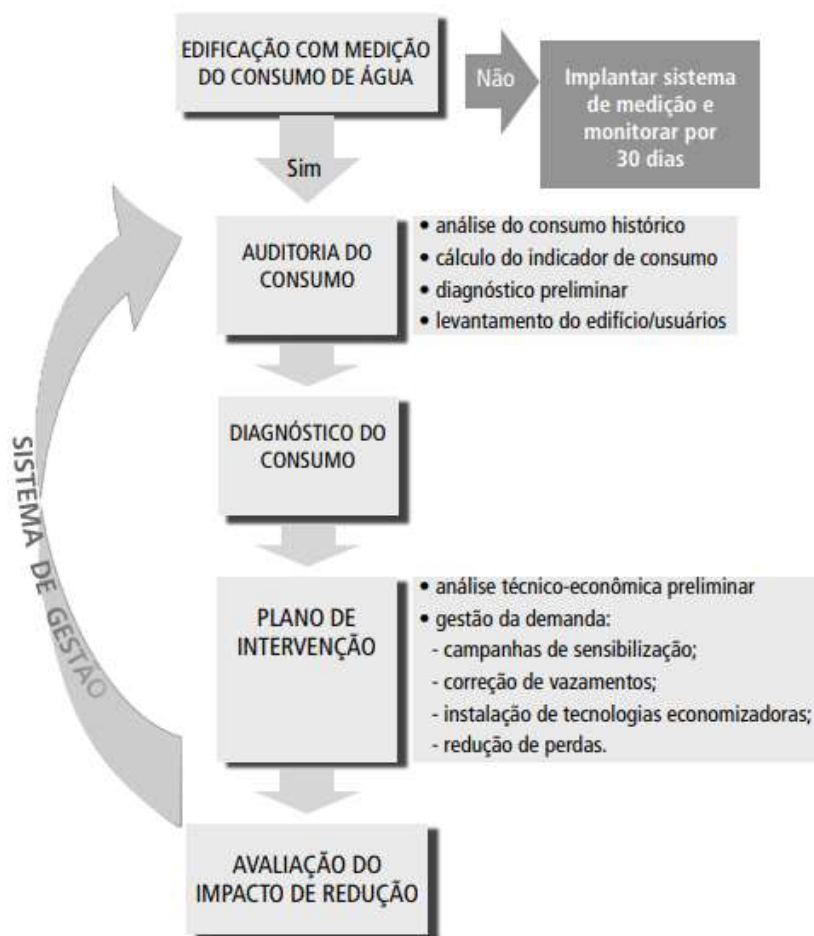 EDIFICAÇÃO COM MEDIÇÃO
DO CONSUMO DE ÁGUA
Não
Implantar sistema
de medição e
monitorar por
30 dias
Sim
AUDITORIA DO
CONSUMO
• análise do consumo histórico
• cálculo do indicador de consumo
• diagnóstico preliminar
• levantamento do edifício/usuários
DIAGNÓSTICO DO
CONSUMO
PLANO DE
INTERVENÇÃO
• análise técnico-econômica preliminar
• gestão da demanda:
- campanhas de sensibilização;
- correção de vazamentos;
- instalação de tecnologias economizadoras;
- redução de perdas.
AVALIAÇÃO DO
IMPACTO DE REDUÇÃO
SISTEMA DE GESTÃO